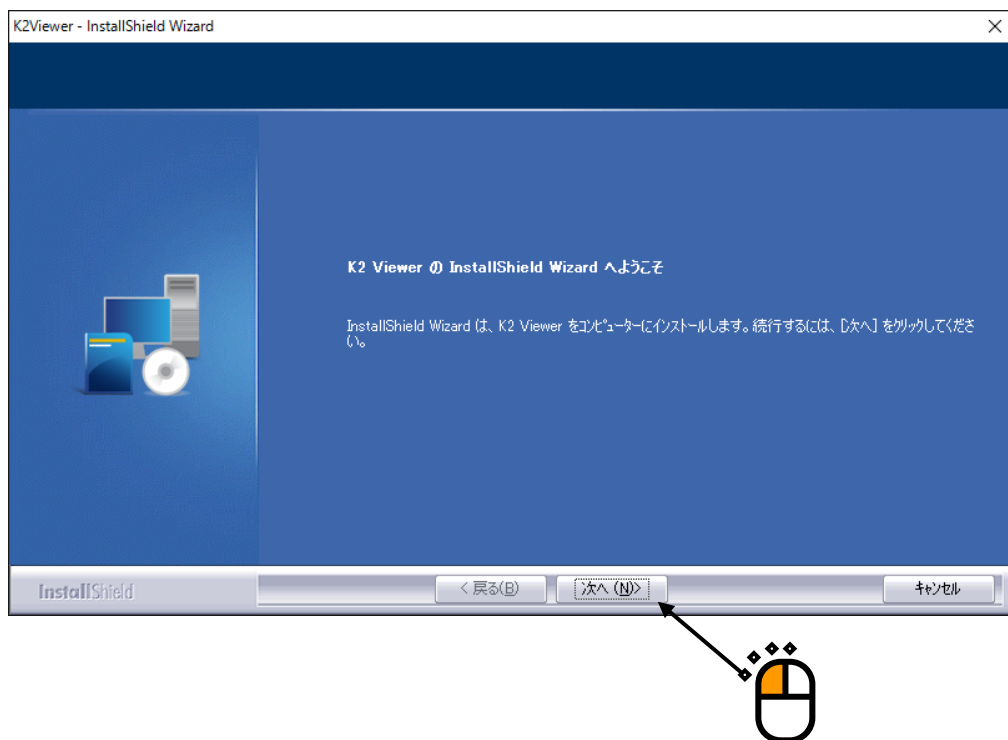 K2Viewer - InstallShield Wizard
K2 Viewer の InstallShield Wizard へようこそ
InstallShield Wizard は、K2 Viewer をｺﾝﾋﾟｭｰﾀｰにｲﾝｽﾄｰﾙします。続行するには、[次へ] をｸﾘｯｸしてくださ
い。
InstallShield
< 戻る(B)
次へ (N)>
ｷｬﾝｾﾙ